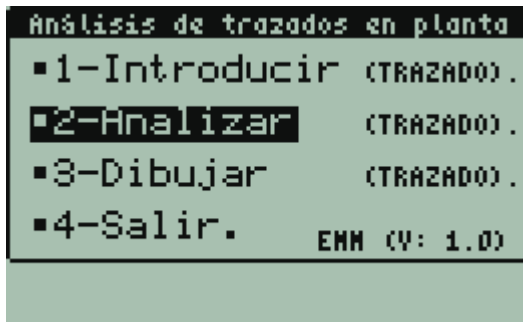 Análisis de trazados en planta
▪1-Introducir (TRAZADO).
▪2-Analizar (TRAZADO).
▪3-Dibujar (TRAZADO).
▪4-Salir. EMM (V: 1.0)